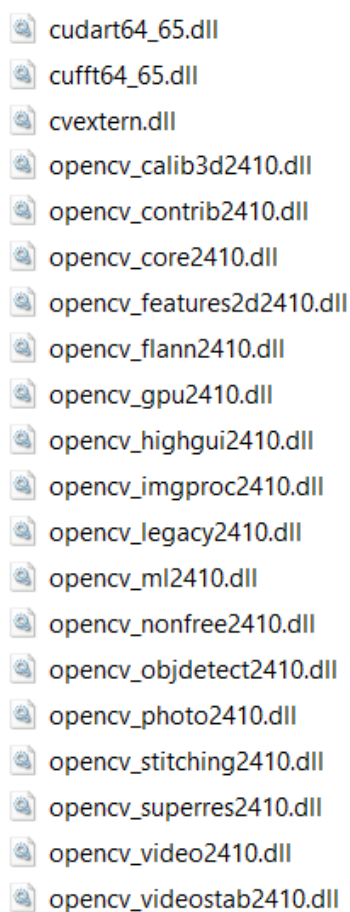 cudart64_65.dll
cufft64_65.dll
cvextern.dll
opencv_calib3d2410.dll
opencv_contrib2410.dll
opencv_core2410.dll
opencv_features2d2410.dll
opencv_flann2410.dll
opencv_gpu2410.dll
opencv_highgui2410.dll
opencv_imgproc2410.dll
opencv_legacy2410.dll
opencv_ml2410.dll
opencv_nonfree2410.dll
opencv_objdetect2410.dll
opencv_photo2410.dll
opencv_stitching2410.dll
opencv_superres2410.dll
opencv_video2410.dll
opencv_videostab2410.dll